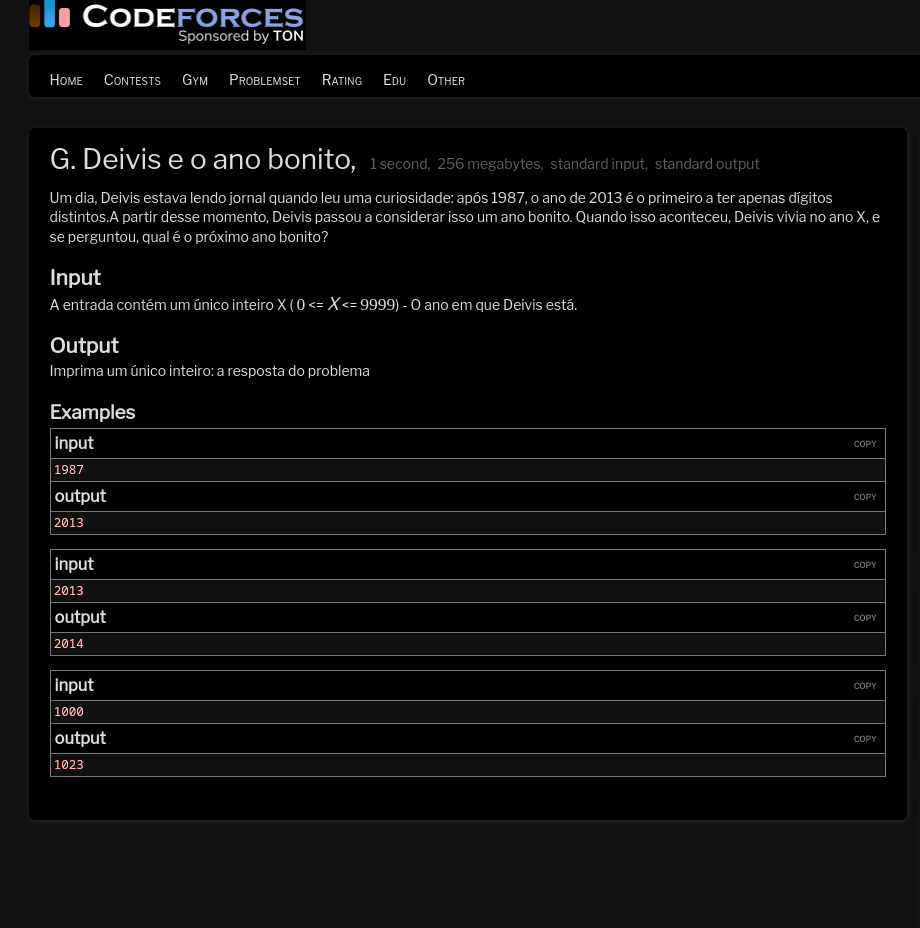 CODEFORCES
Sponsored by TON
HOME CONTESTS GYM PROBLEMSET RATING EDU OTHER
G. Deivis e o ano bonito, 1 second, 256 megabytes, standard input, standard output
Um dia, Deivis estava lendo jornal quando leu uma curiosidade: após 1987, o ano de 2013 é o primeiro a ter apenas dígitos
distintos.A partir desse momento, Deivis passou a considerar isso um ano bonito. Quando isso aconteceu, Deivis vivia no ano X, e
se perguntou, qual é o próximo ano bonito?
Input
A entrada contém um único inteiro X ( 0 <= X <= 9999) - O ano em que Deivis está.
Output
Imprima um único inteiro: a resposta do problema
Examples
input COPY
1987
output COPY
2013
input COPY
2013
output COPY
2014
input COPY
1000
output COPY
1023